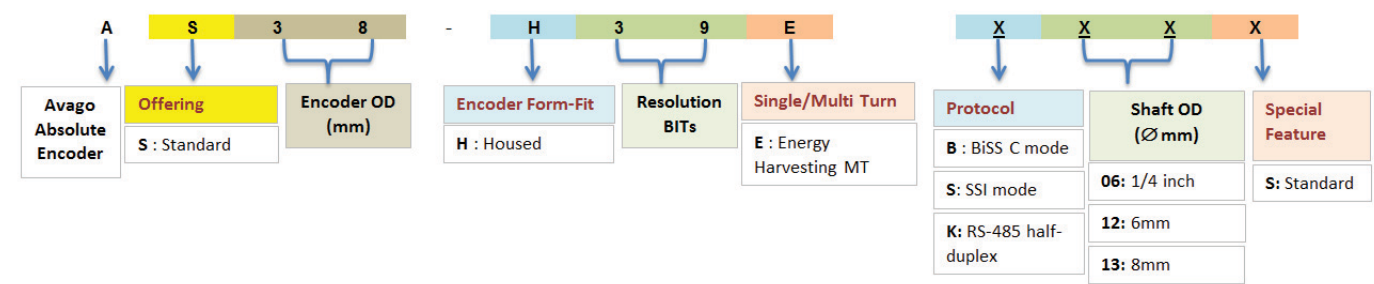 A S 3 8 - H 3 9 E X X X X
Avago
Absolute
Encoder
Offering
S : Standard
Encoder OD
(mm)
Encoder Form-Fit
H : Housed
Resolution
BITs
Single/Multi Turn
E : Energy
Harvesting MT
Protocol
B : BiSS C mode
S: SSI mode
K: RS-485 half-
duplex
Shaft OD
(∅ mm)
06: 1/4 inch
12: 6mm
13: 8mm
Special
Feature
S: Standard